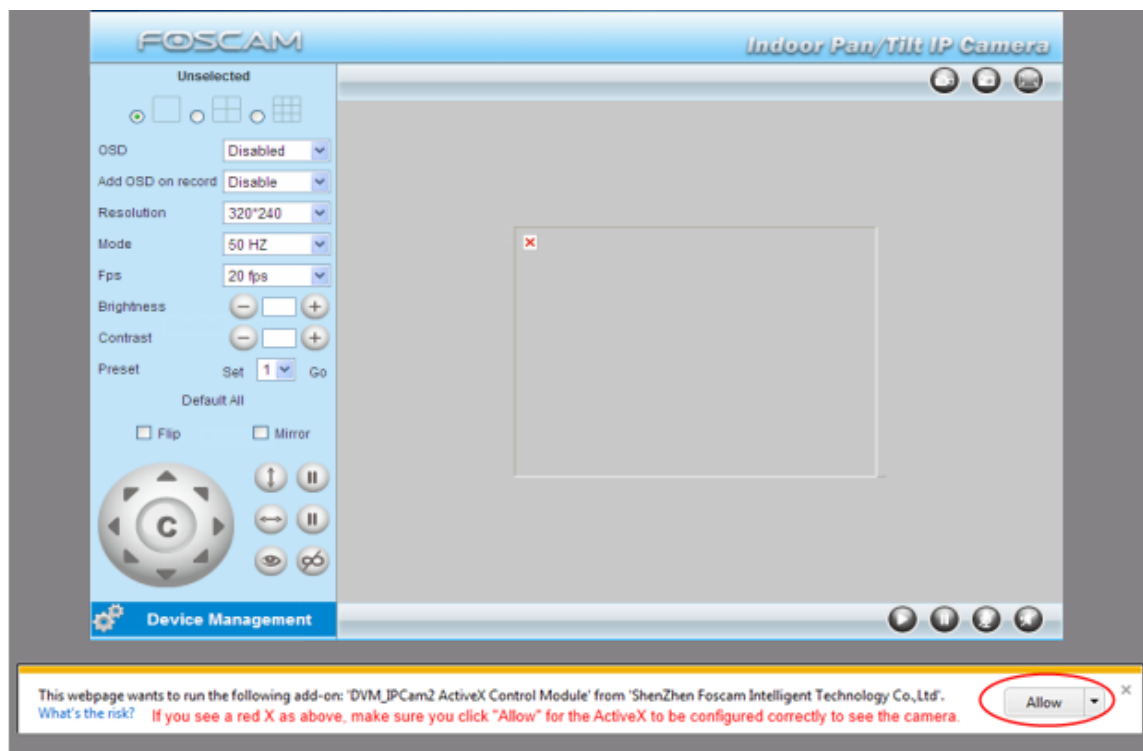 FOSCAM
Indoor Pan/Tilt IP Camera
Unselected
OSD Disabled
Add OSD on record Disable
Resolution 320*240
Mode 50 HZ
Fps 20 fps
Brightness
Contrast
Preset Set 1 Go
Default All
Flip Mirror
C
Device Management
This webpage wants to run the following add-on: 'DVM_IPCam2 ActiveX Control Module' from 'ShenZhen Foscam Intelligent Technology Co.,Ltd'.
Allow
What's the risk? If you see a red X as above, make sure you click "Allow" for the ActiveX to be configured correctly to see the camera.